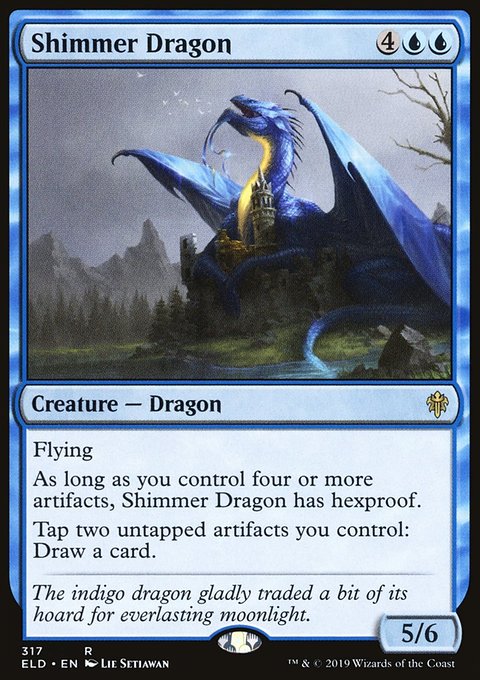 Shimmer Dragon 4
Creature — Dragon
Flying
As long as you control four or more
artifacts, Shimmer Dragon has hexproof.
Tap two untapped artifacts you control:
Draw a card.
The indigo dragon gladly traded a bit of its
hoard for everlasting moonlight.
5/6
317 R
ELD • EN Lie Setiawan
™ & © 2019 Wizards of the Coast